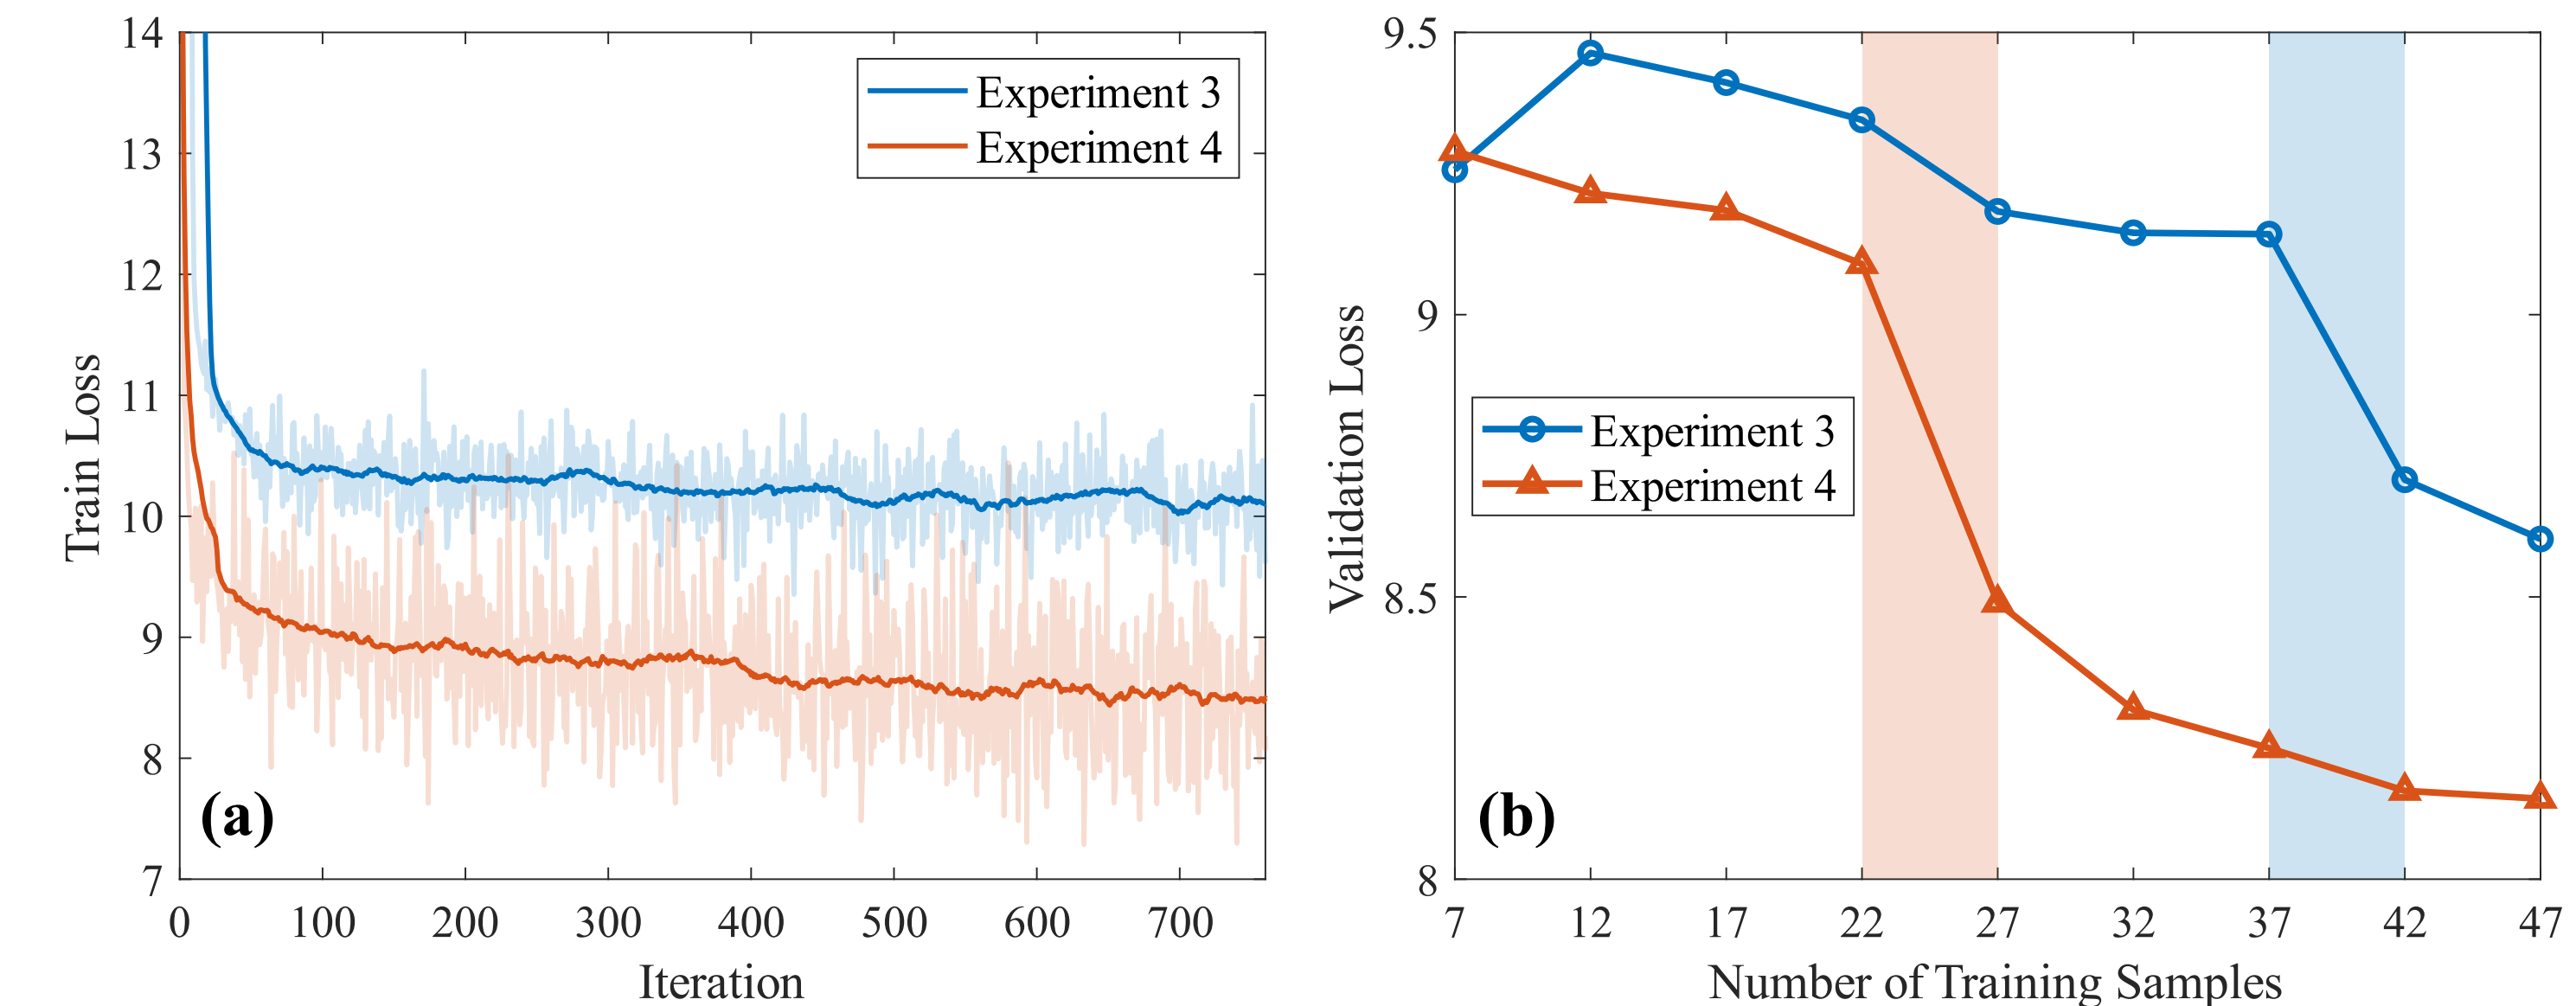 14
13
12
11
10
9
8
7
Train Loss
0 100 200 300 400 500 600 700
Iteration
Experiment 3
Experiment 4
(a)
9.5
9
8.5
8
Validation Loss
7 12 17 22 27 32 37 42 47
Number of Training Samples
Experiment 3
Experiment 4
(b)